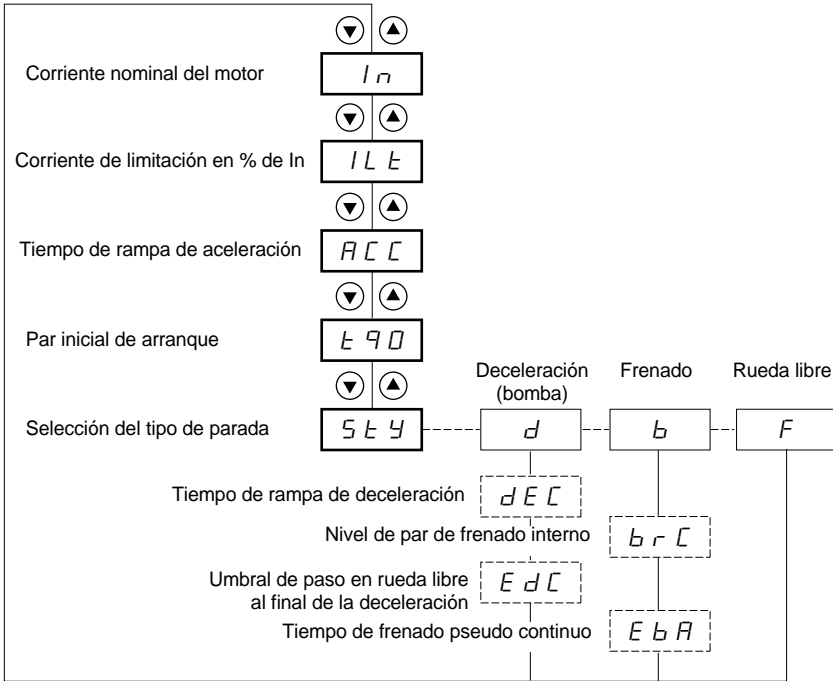 Corriente nominal del motor
In
Corriente de limitación en % de In
ILt
Tiempo de rampa de aceleración
ACC
Par inicial de arranque
tq0
Deceleración
(bomba)
Frenado
Rueda libre
Selección del tipo de parada
StY
d
b
F
Tiempo de rampa de deceleración
dEC
Nivel de par de frenado interno
brC
Umbral de paso en rueda libre
al final de la deceleración
EdC
Tiempo de frenado pseudo continuo
EbA